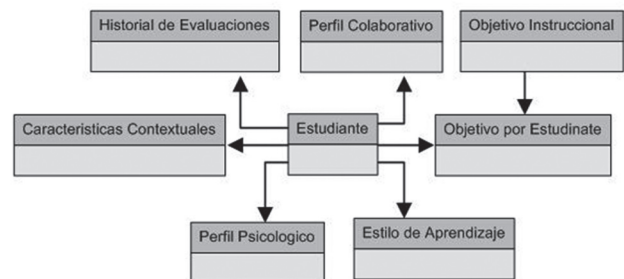 Historial de Evaluaciones
Perfil Colaborativo
Objetivo Instruccional
Caracteristicas Contextuales
Estudiante
Objetivo por Estudinate
Perfil Psicologico
Estilo de Aprendizaje